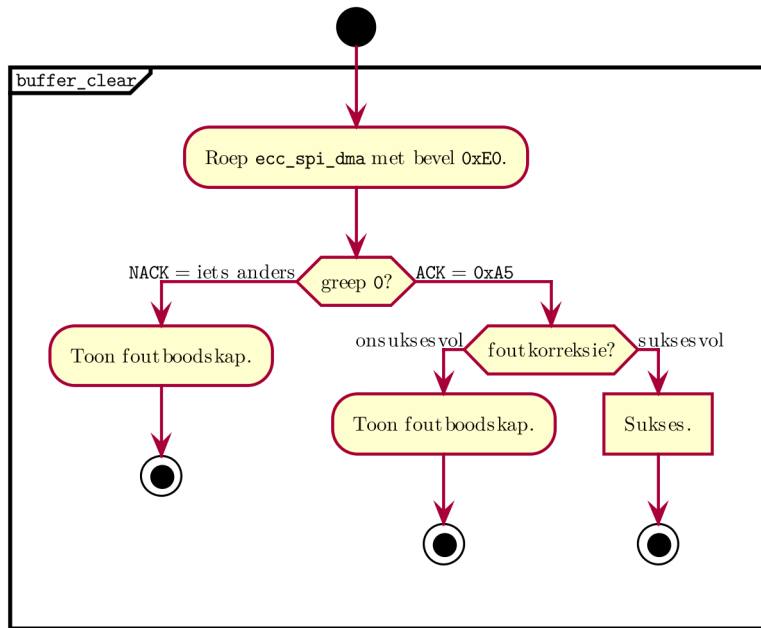 buffer_clear
Roep ecc_spi_dma met bevel 0xE0.
NACK = iets anders
greep 0?
ACK = 0xA5
Toon foutboodskap.
onsuksesvol
foutkorreksie?
suksesvol
Toon foutboodskap.
Sukses.